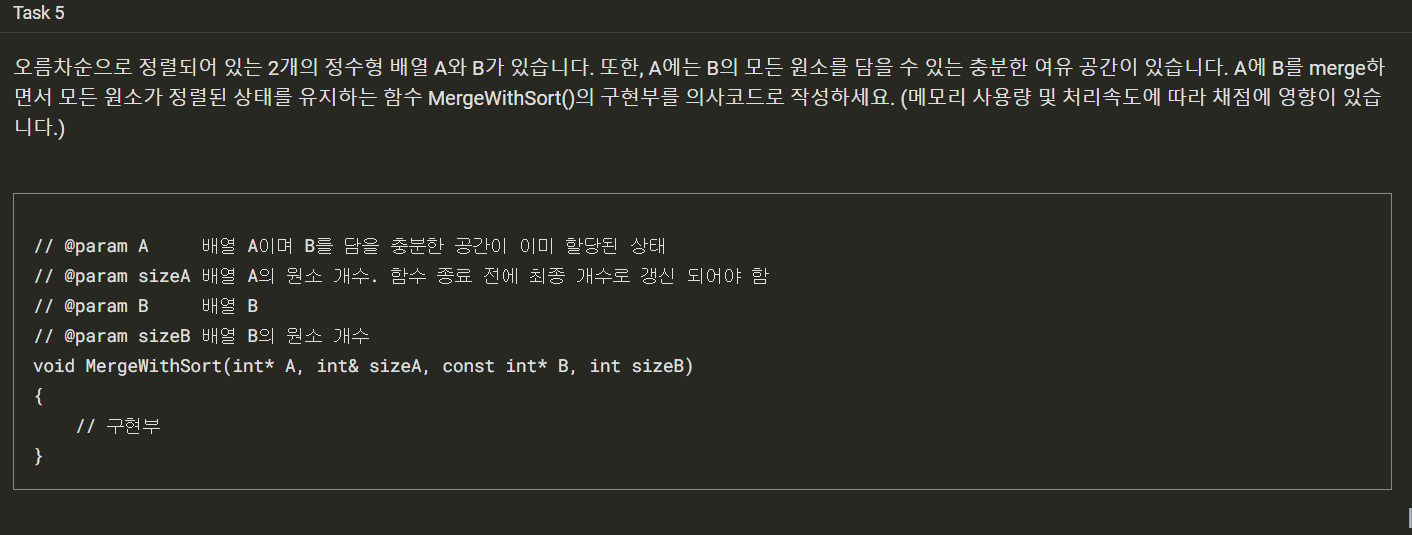 Task 5
오름차순으로 정렬되어 있는 2개의 정수형 배열 A와 B가 있습니다. 또한, A에는 B의 모든 원소를 담을 수 있는 충분한 여유 공간이 있습니다. A에 B를 merge하
면서 모든 원소가 정렬된 상태를 유지하는 함수 MergeWithSort()의 구현부를 의사코드로 작성하세요. (메모리 사용량 및 처리속도에 따라 채점에 영향이 있습
니다.)
// @param A     배열 A이며 B를 담을 충분한 공간이 이미 할당된 상태
// @param sizeA 배열 A의 원소 개수. 함수 종료 전에 최종 개수로 갱신 되어야 함
// @param B     배열 B
// @param sizeB 배열 B의 원소 개수
void MergeWithSort(int* A, int& sizeA, const int* B, int sizeB)
{
    // 구현부
}